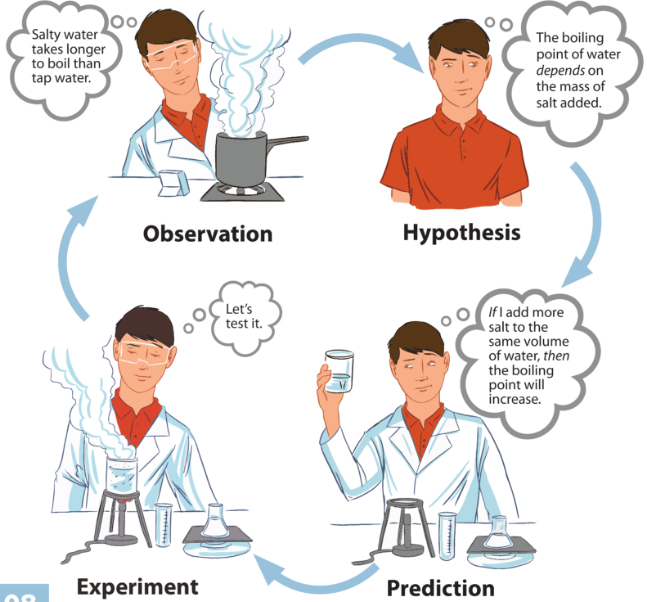 Salty water
takes longer
to boil than
tap water.
The boiling
point of water
depends on
the mass of
salt added.
Observation
Hypothesis
Let's
test it.
If I add more
salt to the
same volume
of water, then
the boiling
point will
increase.
Experiment
Prediction